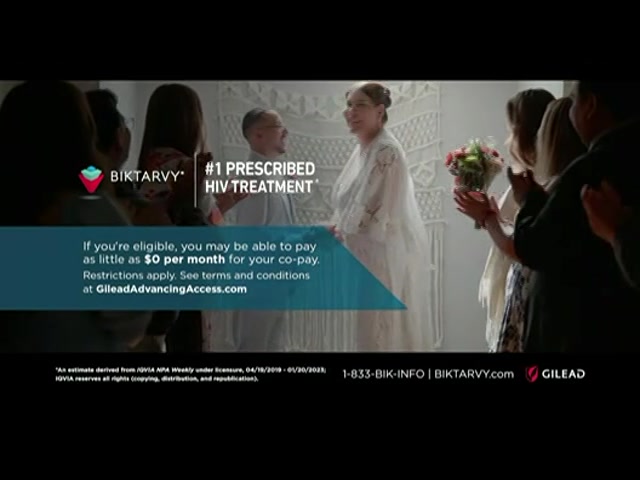 BIKTARVY®
#1 PRESCRIBED
HIV TREATMENT*
If you're eligible, you may be able to pay
as little as $0 per month for your co-pay.
Restrictions apply. See terms and conditions
at GileadAdvancingAccess.com
*An estimate derived from IQVIA NPA Weekly under licensure, 04/19/2019 - 01/20/2023;
IQVIA reserves all rights (copying, distribution, and republication).
1-833-BIK-INFO | BIKTARVY.com
GILEAD